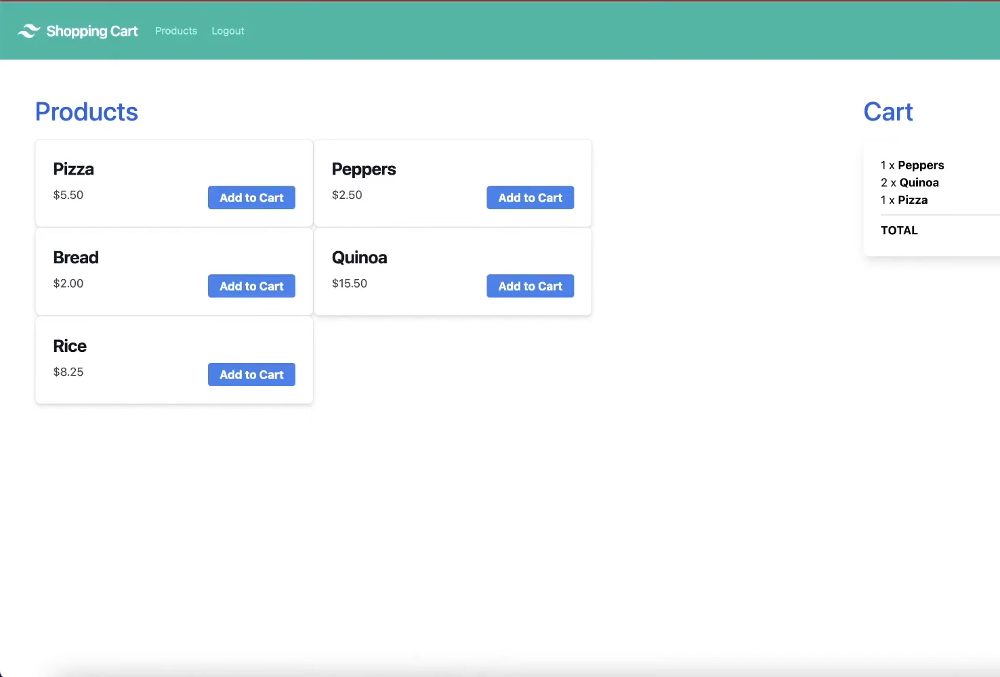 Shopping Cart Products Logout
Products
Pizza
$5.50
Add to Cart
Peppers
$2.50
Add to Cart
Bread
$2.00
Add to Cart
Quinoa
$15.50
Add to Cart
Rice
$8.25
Add to Cart
Cart
1 x Peppers
2 x Quinoa
1 x Pizza
TOTAL